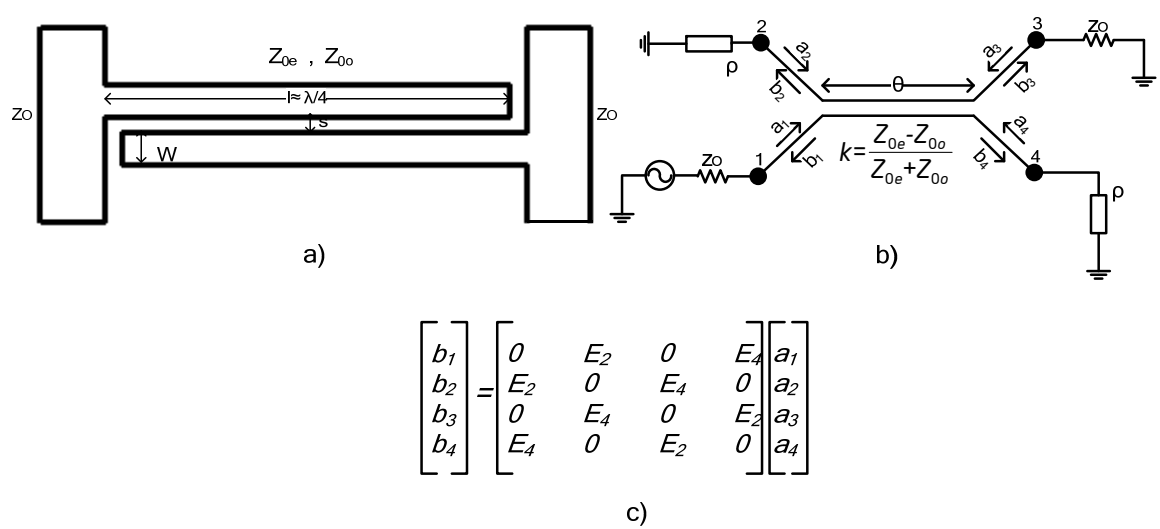 Z0e , Z0o
l≈ λ/4
s
W
ZO
ZO
a)
2
ρ
a2
b2
θ
3
ZO
a3
b3
a1
b1
1
ZO
k= Z0e-Z0o / Z0e+Z0o
a4
b4
4
ρ
b)
b1 0 E2 0 E4 a1
b2 = E2 0 E4 0 a2
b3 0 E4 0 E2 a3
b4 E4 0 E2 0 a4
c)